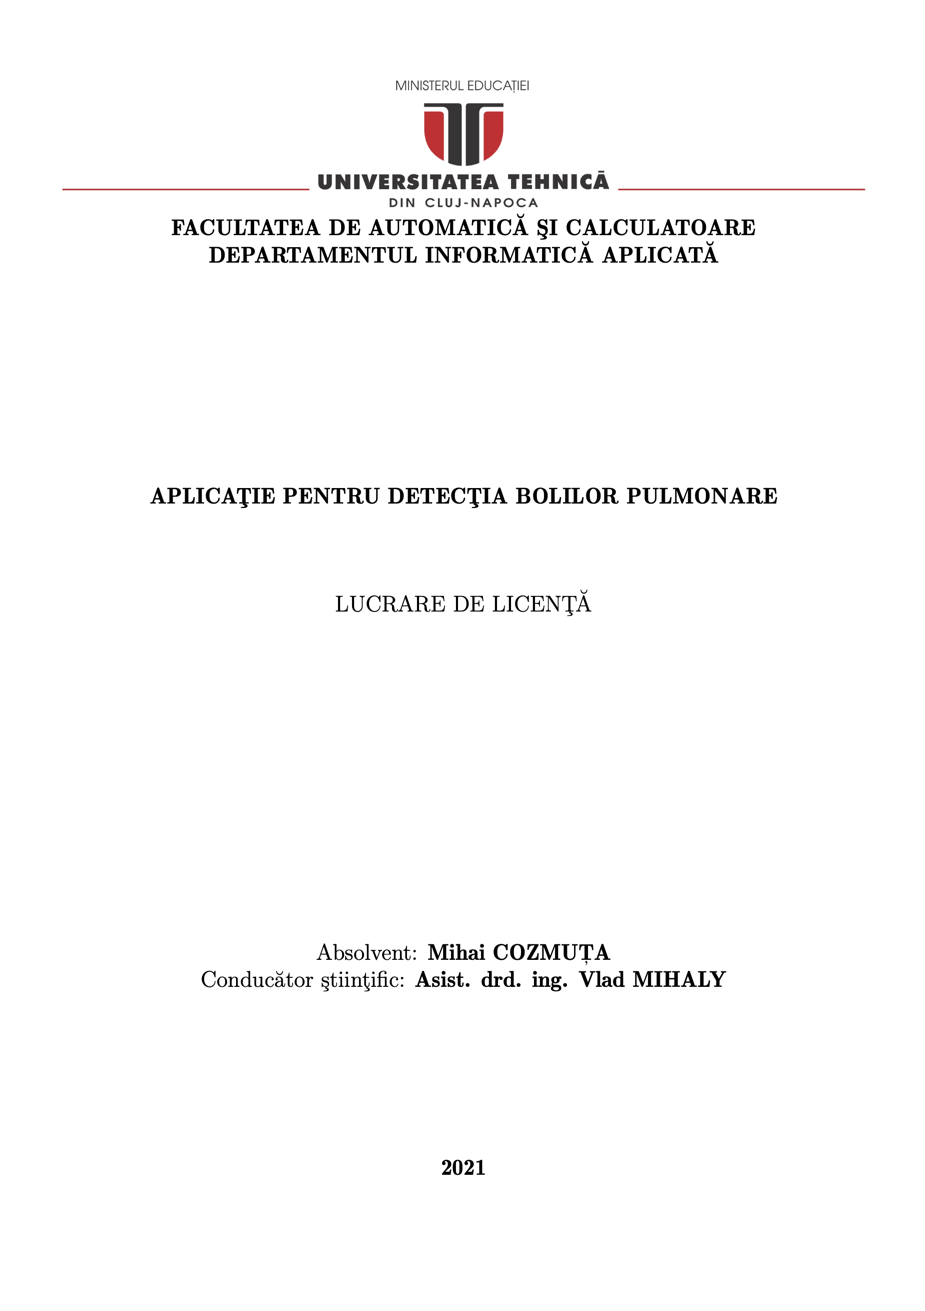 MINISTERUL EDUCAȚIEI
UNIVERSITATEA TEHNICĂ
DIN CLUJ-NAPOCA
FACULTATEA DE AUTOMATICĂ ŞI CALCULATOARE
DEPARTAMENTUL INFORMATICĂ APLICATĂ
APLICAŢIE PENTRU DETECŢIA BOLILOR PULMONARE
LUCRARE DE LICENŢĂ
Absolvent: Mihai COZMUȚA
Conducător ştiinţific: Asist. drd. ing. Vlad MIHALY
2021